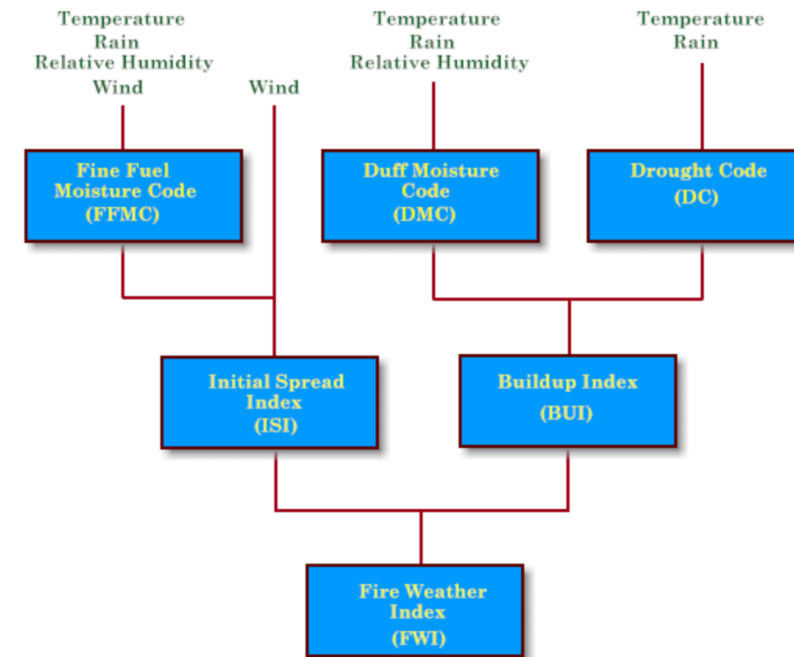 Temperature
Rain
Relative Humidity
Wind
Wind
Temperature
Rain
Relative Humidity
Temperature
Rain
Fine Fuel
Moisture Code
(FFMC)
Duff Moisture
Code
(DMC)
Drought Code
(DC)
Initial Spread
Index
(ISI)
Buildup Index
(BUI)
Fire Weather
Index
(FWI)